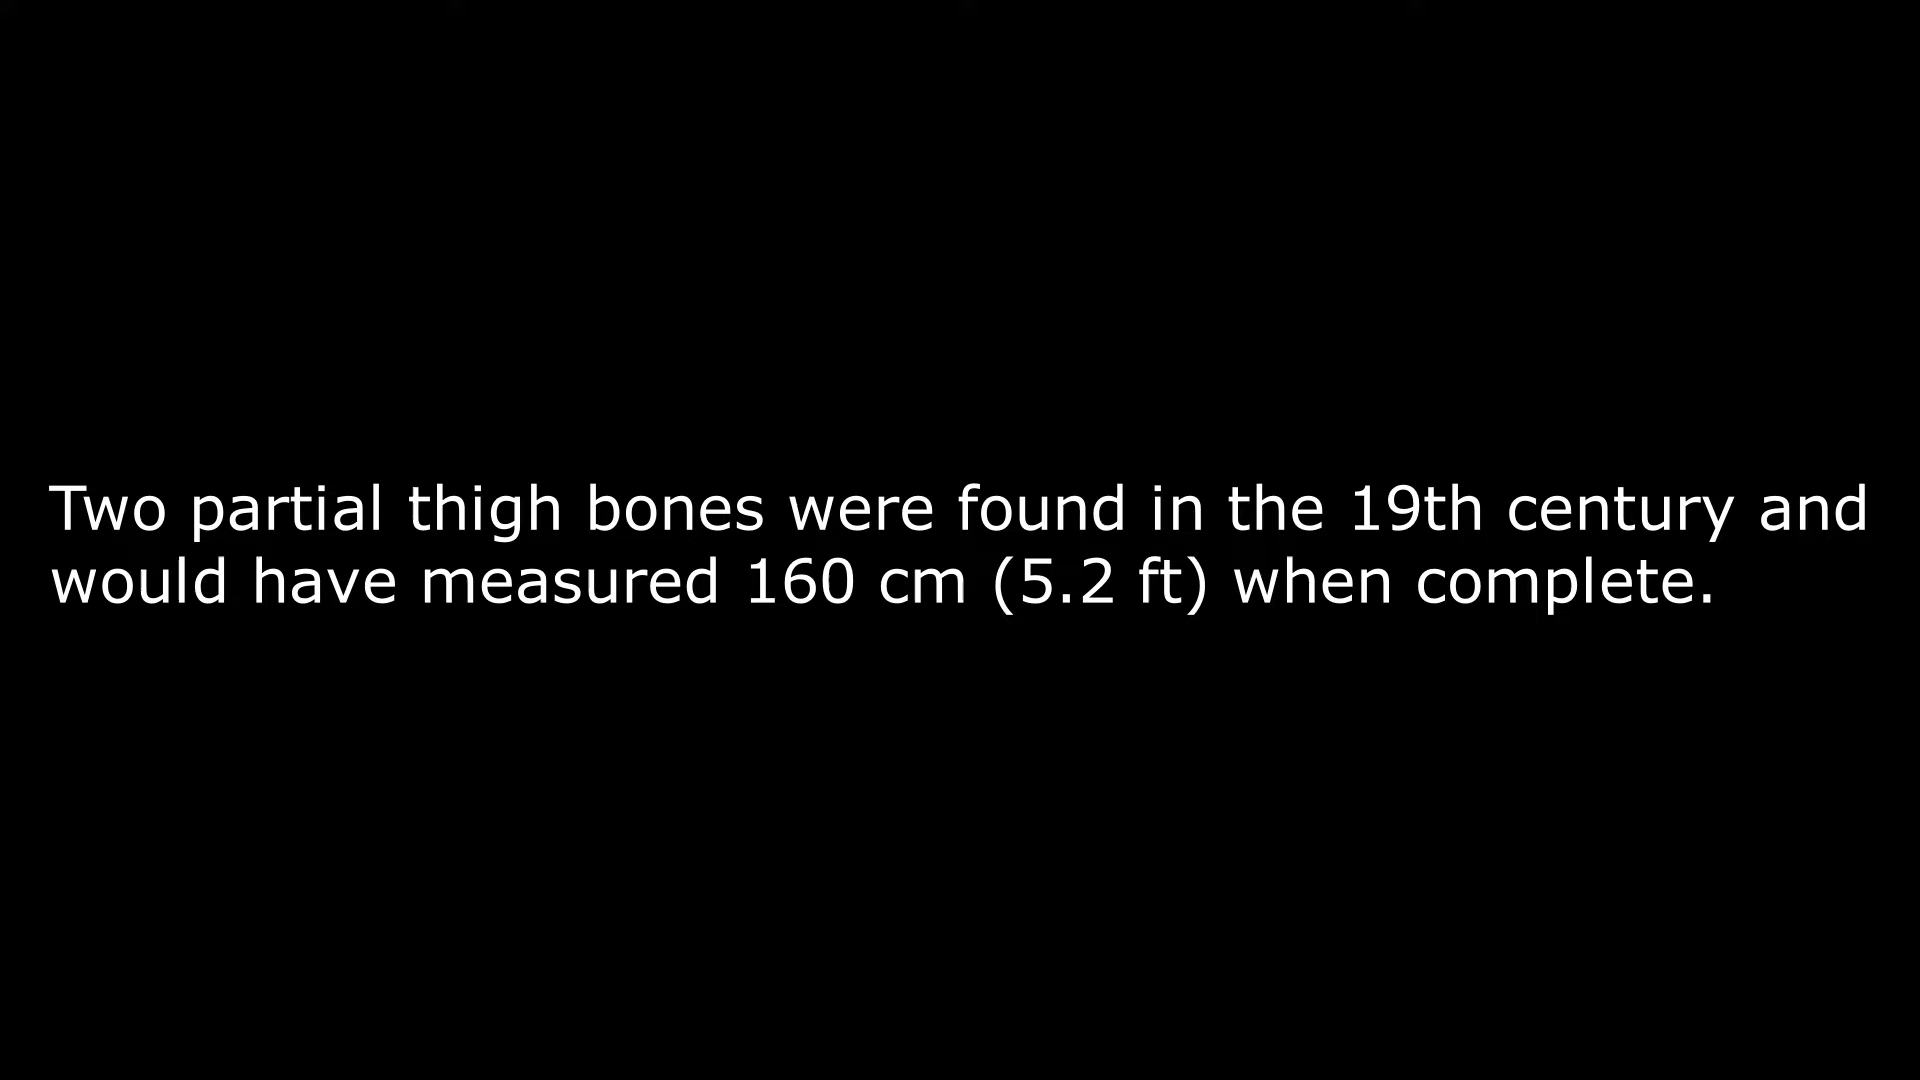 Two partial thigh bones were found in the 19th century and
would have measured 160 cm (5.2 ft) when complete.